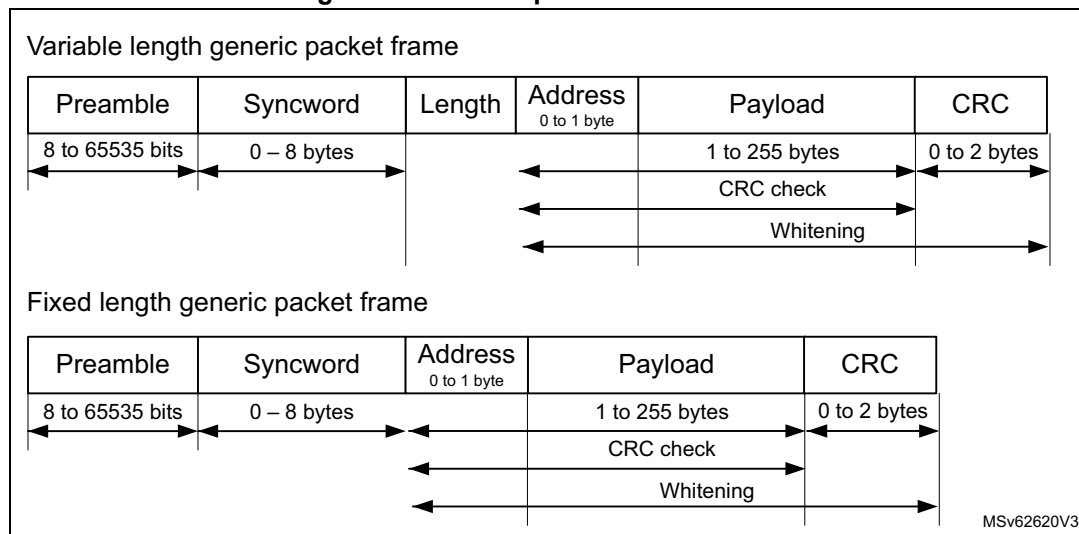 Variable length generic packet frame
Preamble Syncword Length Address 0 to 1 byte Payload CRC
8 to 65535 bits 0 – 8 bytes 1 to 255 bytes 0 to 2 bytes
CRC check
Whitening
Fixed length generic packet frame
Preamble Syncword Address 0 to 1 byte Payload CRC
8 to 65535 bits 0 – 8 bytes 1 to 255 bytes 0 to 2 bytes
CRC check
Whitening
MSv62620V3